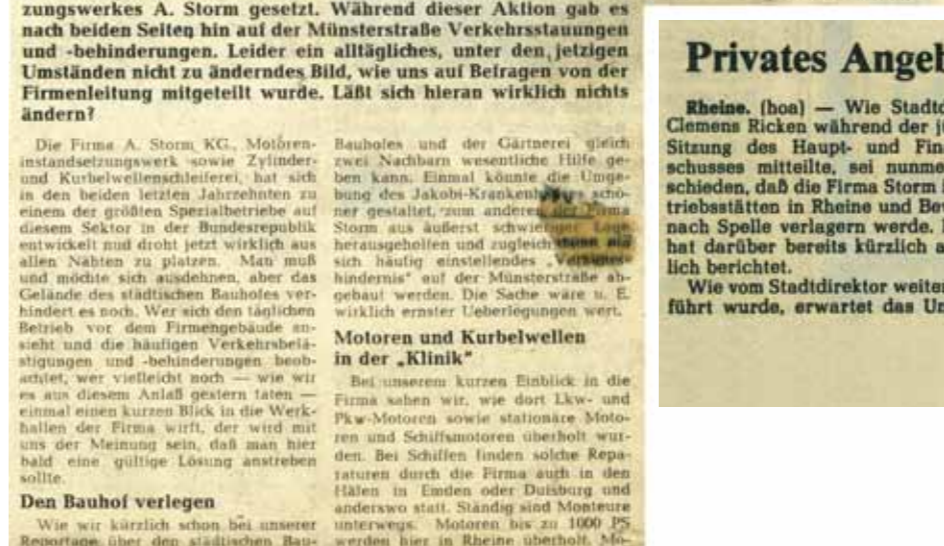 zungswerkes A. Storm gesetzt. Während dieser Aktion gab es
nach beiden Seiten hin auf der Münsterstraße Verkehrsstauungen
und -behinderungen. Leider ein alltägliches, unter den jetzigen
Umständen nicht zu änderndes Bild, wie uns auf Befragen von der
Firmenleitung mitgeteilt wurde. Läßt sich hieran wirklich nichts
ändern?
Die Firma A. Storm KG., Motoren-
instandsetzungswerk sowie Zylinder-
und Kurbelwellenschleiferei, hat sich
in den beiden letzten Jahrzehnten zu
einem der größten Spezialbetriebe auf
diesem Sektor in der Bundesrepublik
entwickelt nud droht jetzt wirklich aus
allen Nähten zu platzen. Man muß
und möchte sich ausdehnen, aber das
Gelände des städtischen Bauhofes ver-
hindert es noch. Wer sich den täglichen
Betrieb vor dem Firmengebäude an-
sieht und die häufigen Verkehrsbelä-
stigungen und -behinderungen beob-
achtet, wer vielleicht noch — wie wir
es aus diesem Anlaß gestern taten —
einmal einen kurzen Blick in die Werk-
hallen der Firma wirft, der wird mit
uns der Meinung sein, daß man hier
bald eine gültige Lösung anstreben
sollte.
Den Bauhof verlegen
Wie wir kürzlich schon bei unserer
Reportage über den städtischen Bau-
Bauhofes und der Gärtnerei gleich
zwei Nachbarn wesentliche Hilfe ge-
ben kann. Einmal könnte die Umge-
bung des Jakobi-Krankenhauses schö-
ner gestaltet, zum anderen der Firma
Storm aus äußerst schwieriger Lage
herausgeholfen und zugleich ein
sich häufig einstellendes „Verkehrs-
hindernis" auf der Münsterstraße ab-
gebaut werden. Die Sache wäre u. E.
wirklich ernster Ueberlegungen wert.
Motoren und Kurbelwellen
in der „Klinik"
Bei unserem kurzen Einblick in die
Firma sahen wir, wie dort Lkw- und
Pkw-Motoren sowie stationäre Moto-
ren und Schiffsmotoren überholt wur-
den. Bei Schiffen finden solche Repa-
raturen durch die Firma auch in den
Häfen in Emden oder Duisburg und
anderswo statt. Ständig sind Monteure
unterwegs. Motoren bis zu 1000 PS
werden hier in Rheine überholt. Mo-
Privates Angeb
Rheine. (hoa) — Wie Stadtd
Clemens Ricken während der j
Sitzung des Haupt- und Fin
schusses mitteilte, sei nunme
schieden, daß die Firma Storm
triebsstätten in Rheine und Be
nach Spelle verlagern werde.
hat darüber bereits kürzlich a
lich berichtet.
Wie vom Stadtdirektor weiter
führt wurde, erwartet das Un